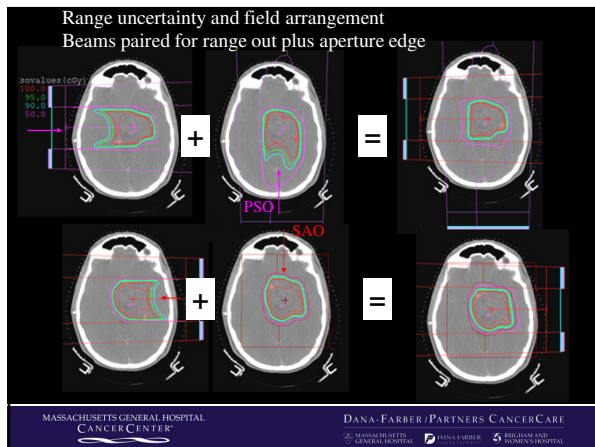 Range uncertainty and field arrangement
Beams paired for range out plus aperture edge
sovalues(cGy)
100.0
95.0
90.0
50.0
+
=
PSO
SAO
+
=
MASSACHUSETTS GENERAL HOSPITAL
CANCER CENTER
DANA-FARBER/PARTNERS CANCERCARE
MASSACHUSETTS GENERAL HOSPITAL
DANA-FARBER
BRIGHAM AND WOMEN'S HOSPITAL